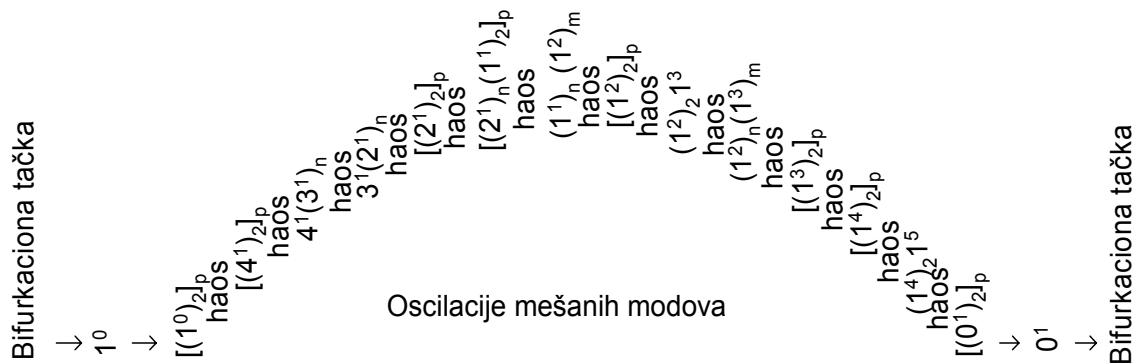 Bifurkaciona tačka
→
1⁰
→
[(1⁰)₂]ₚ
haos
[(4¹)₂]ₚ
haos
4¹(3¹)ₙ
haos
3¹(2¹)ₙ
haos
[(2¹)₂]ₚ
haos
[(2¹)ₙ(1¹)₂]ₚ
haos
(1¹)ₙ (1²)ₘ
haos
[(1²)₂]ₚ
haos
(1²)₂1³
haos
(1²)ₙ(1³)ₘ
haos
[(1³)₂]ₚ
haos
[(1⁴)₂]ₚ
haos
(1⁴)₂1⁵
haos
[(0¹)₂]ₚ
→
0¹
→
Bifurkaciona tačka
Oscilacije mešanih modova